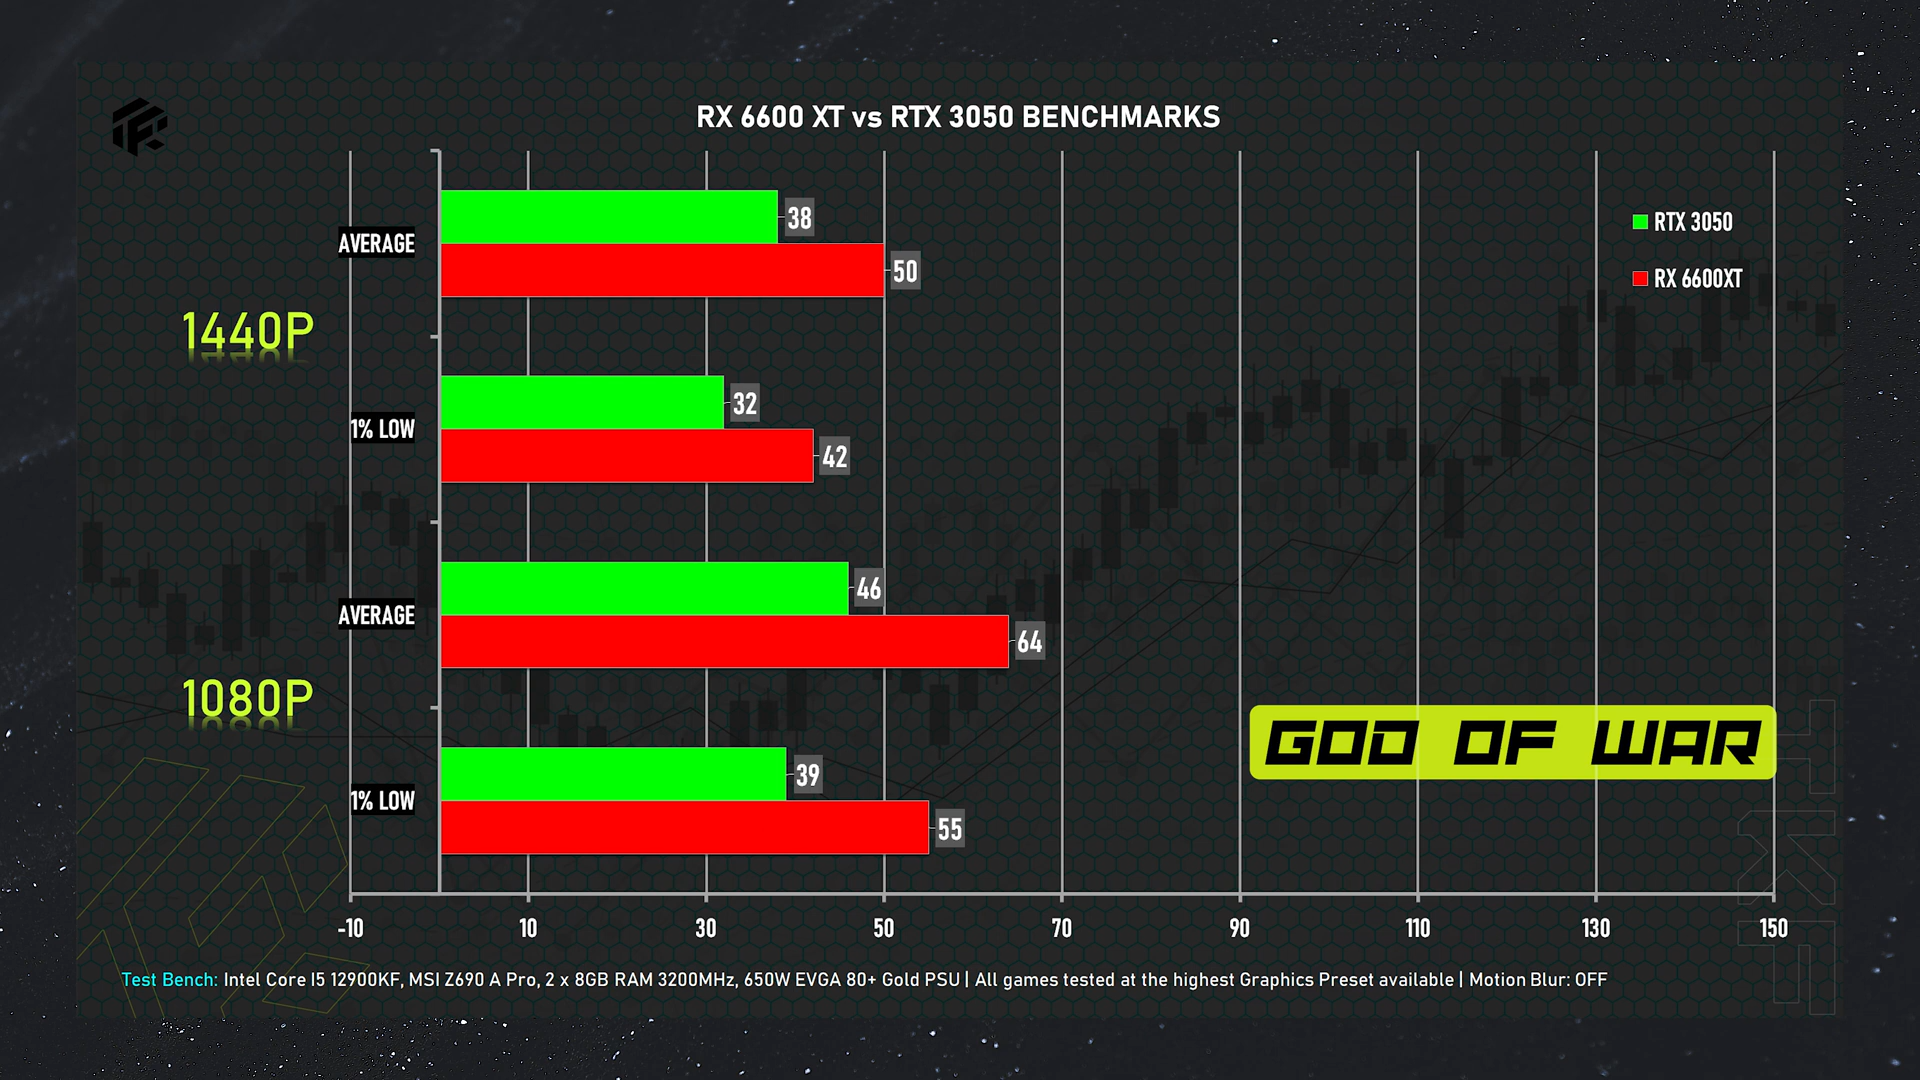 RX 6600 XT vs RTX 3050 BENCHMARKS
RTX 3050
RX 6600XT
AVERAGE
38
50
1440P
1% LOW
32
42
AVERAGE
46
64
1080P
GOD OF WAR
1% LOW
39
55
-10 10 30 50 70 90 110 130 150
Test Bench: Intel Core I5 12900KF, MSI Z690 A Pro, 2 x 8GB RAM 3200MHz, 650W EVGA 80+ Gold PSU | All games tested at the highest Graphics Preset available | Motion Blur: OFF